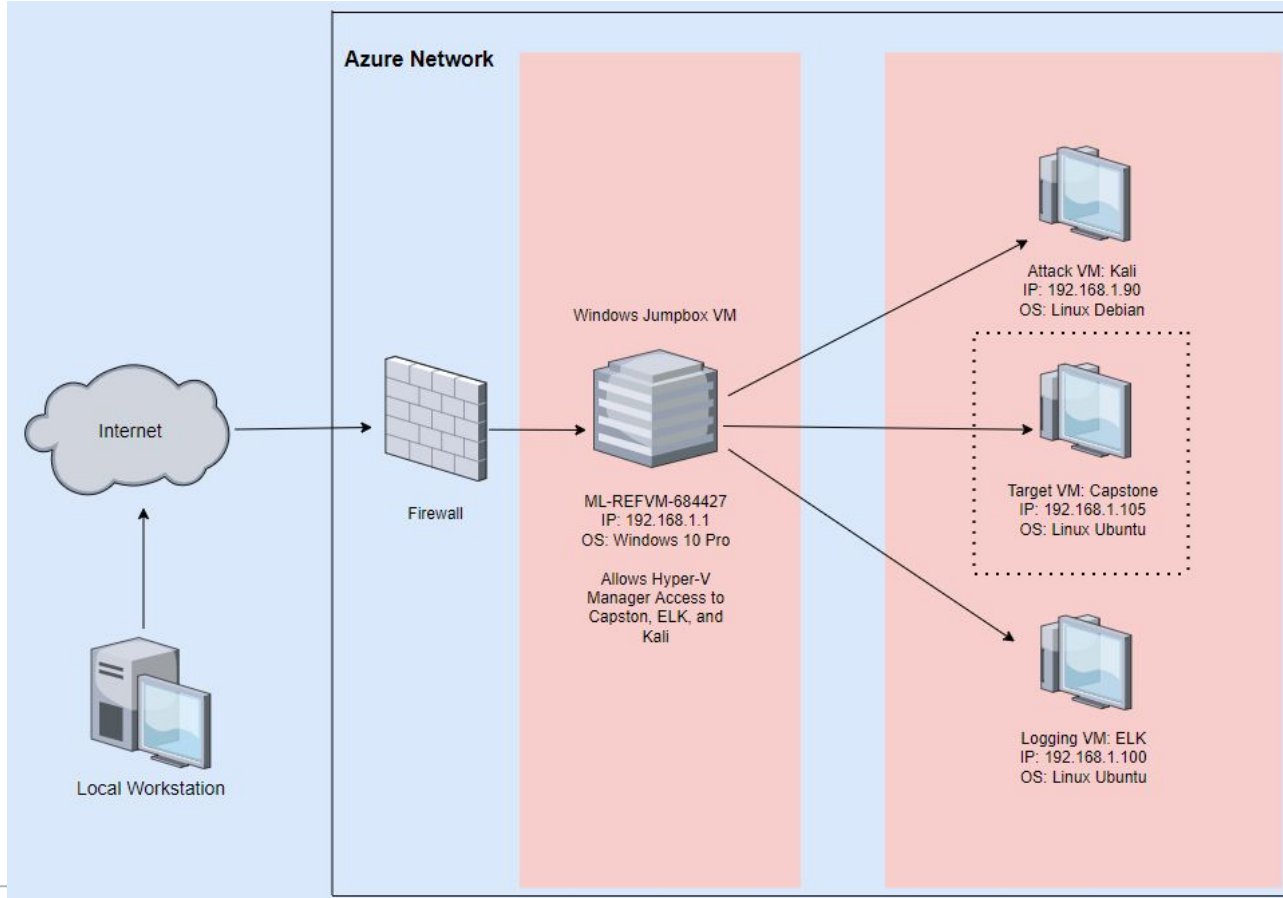 Azure Network
Internet
Local Workstation
Firewall
Windows Jumpbox VM
ML-REFVM-684427
IP: 192.168.1.1
OS: Windows 10 Pro
Allows Hyper-V
Manager Access to
Capston, ELK, and
Kali
Attack VM: Kali
IP: 192.168.1.90
OS: Linux Debian
Target VM: Capstone
IP: 192.168.1.105
OS: Linux Ubuntu
Logging VM: ELK
IP: 192.168.1.100
OS: Linux Ubuntu